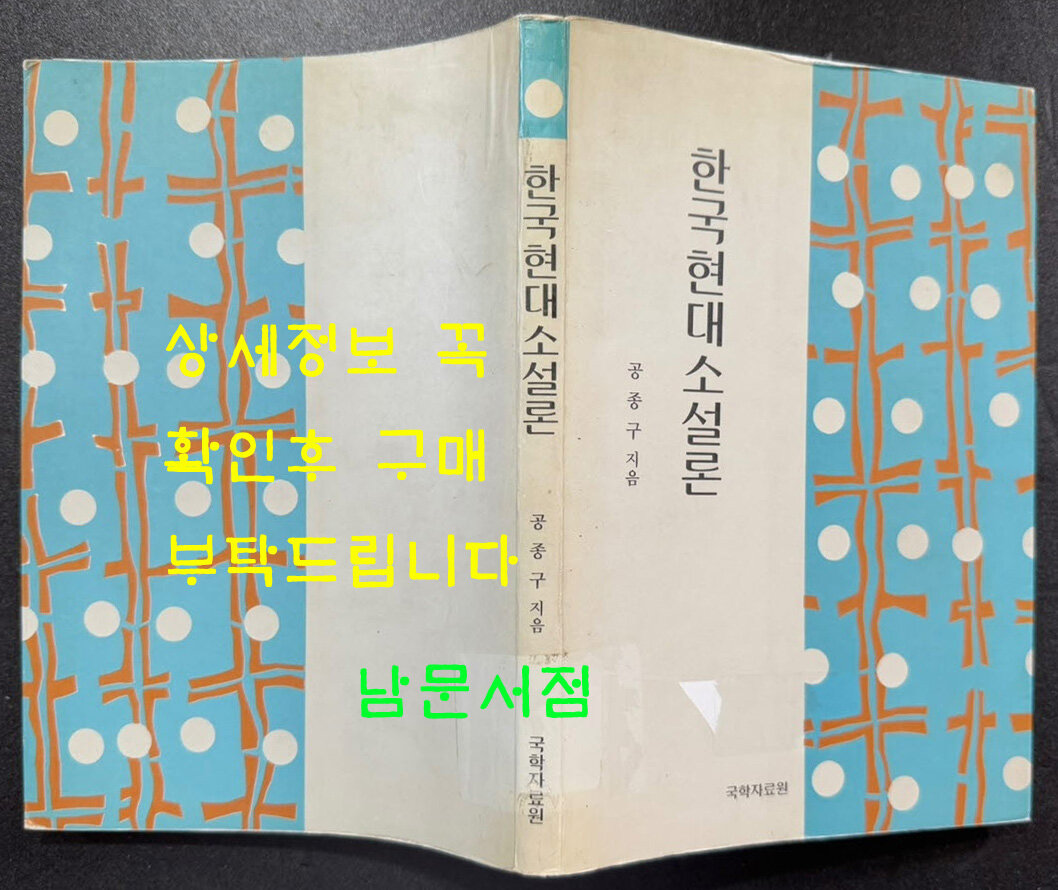 한국현대소설론
공종구 지음
국학자료원
한국현대소설론
공종구 지음
국학자료원
상세정보 꼭
확인후 구매
부탁드립니다
남문서점